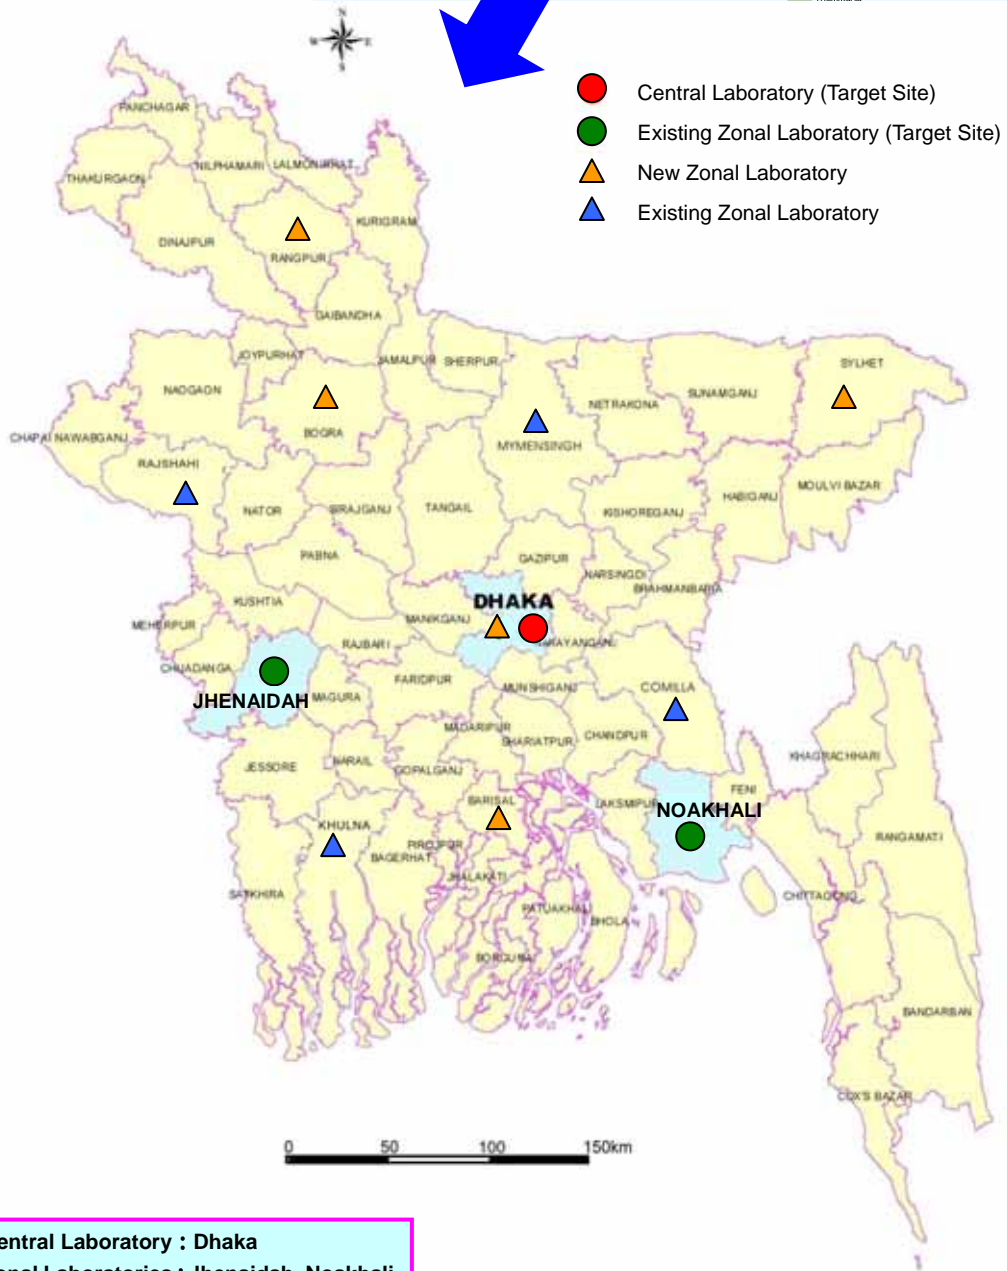 N
W E
S
Central Laboratory (Target Site)
Existing Zonal Laboratory (Target Site)
New Zonal Laboratory
Existing Zonal Laboratory
PANCHAGAR
THAKURGAON
NILPHAMARI
LALMONIRHAT
KURIGRAM
DINAJPUR
RANGPUR
GAIBANDHA
JOYPURHAT
JAMALPUR
SHERPUR
SYLHET
NAOGAON
NETRAKONA
SUNAMGANJ
CHAPAI NAWABGANJ
BOGRA
MYMENSINGH
RAJSHAHI
MOULVI BAZAR
HABIGANJ
NATOR
SIRAJGANJ
TANGAIL
KISHOREGANJ
PABNA
GAZIPUR
NARSINGDI
BRAHMANBARIA
KUSHTIA
DHAKA
MANIKGANJ
MEHERPUR
RAJBARI
CHUADANGA
FARIDPUR
MUNSHIGANJ
COMILLA
JHENAIDAH
MAGURA
MADARIPUR
SHARIATPUR
CHANDPUR
KHAGRACHHARI
JESSORE
NARAIL
GOPALGANJ
FENI
BARISAL
LAKSMIPUR
NOAKHALI
KHULNA
RANGAMATI
PIROJPUR
BAGERHAT
JHALAKATI
SATKHIRA
CHITTAGONG
PATUAKHALI
BHOLA
BORGUNA
BANDARBAN
COX'S BAZAR
0 50 100 150km
entral Laboratory : Dhaka
onal Laboratories : Jhenaidah, Noakhali